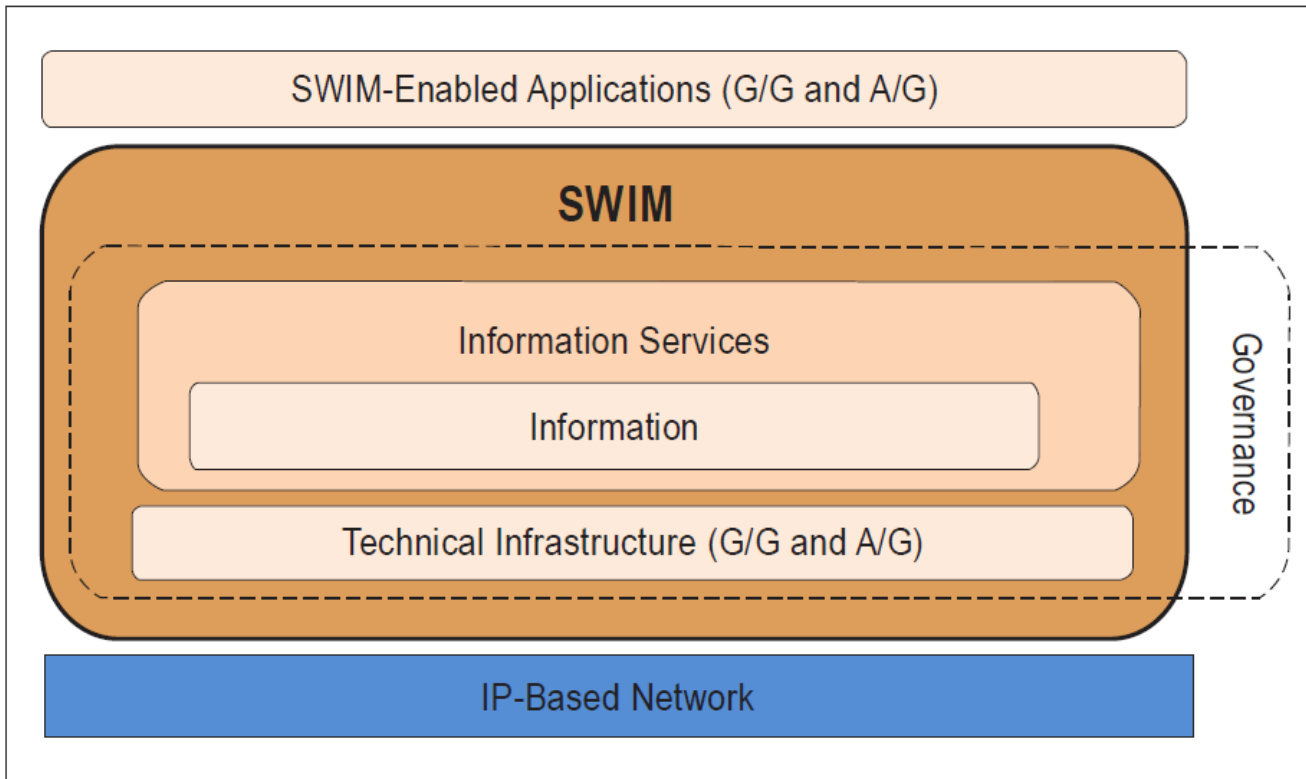 SWIM-Enabled Applications (G/G and A/G)
SWIM
Information Services
Information
Governance
Technical Infrastructure (G/G and A/G)
IP-Based Network